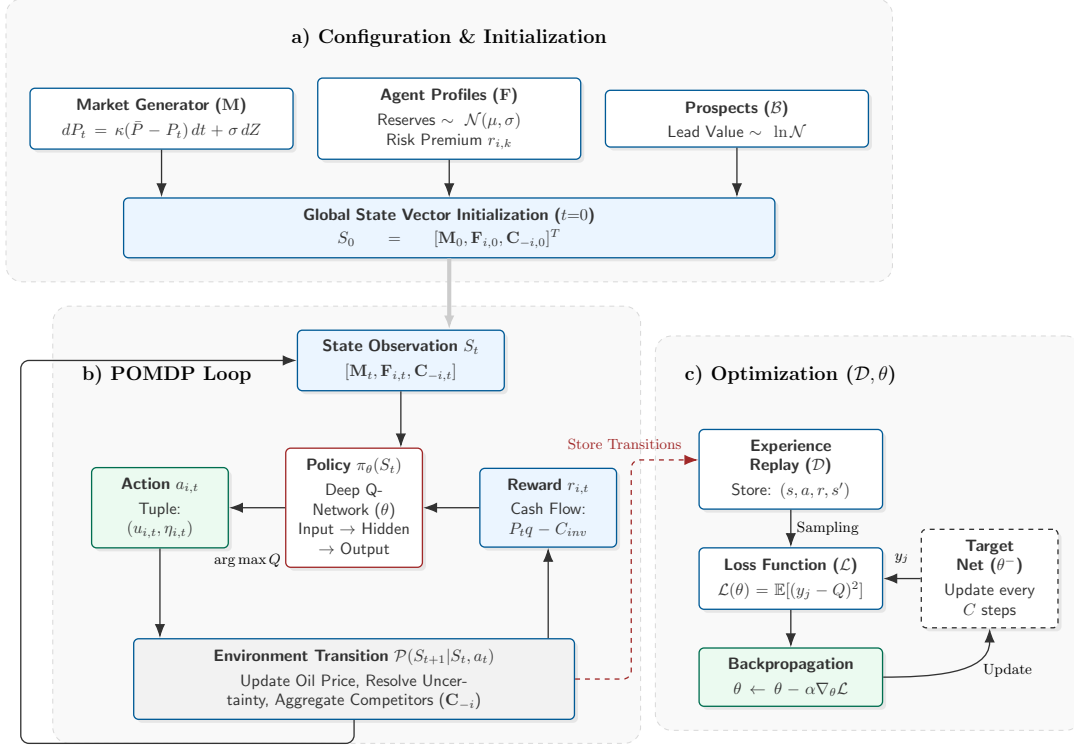 a) Configuration & Initialization
Market Generator (M)
dP_t = κ(P̄ − P_t) dt + σ dZ
Agent Profiles (F)
Reserves ∼ 𝒩(μ, σ)
Risk Premium r_{i,k}
Prospects (ℬ)
Lead Value ∼ ln 𝒩
Global State Vector Initialization (t=0)
S_0 = [M_0, F_{i,0}, C_{−i,0}]^T
State Observation S_t
[M_t, F_{i,t}, C_{−i,t}]
b) POMDP Loop
Policy π_θ(S_t)
Deep Q-
Network (θ)
Input → Hidden
→ Output
Action a_{i,t}
Tuple:
(u_{i,t}, η_{i,t})
arg max Q
Reward r_{i,t}
Cash Flow:
P_t q − C_{inv}
Environment Transition 𝒫(S_{t+1}|S_t, a_t)
Update Oil Price, Resolve Uncer-
tainty, Aggregate Competitors (C_{−i})
Store Transitions
c) Optimization (𝒟, θ)
Experience
Replay (𝒟)
Store: (s, a, r, s′)
Sampling
Loss Function (ℒ)
ℒ(θ) = 𝔼[(y_j − Q)^2]
y_j
Target
Net (θ^−)
Update every
C steps
Backpropagation
θ ← θ − α∇_θℒ
Update